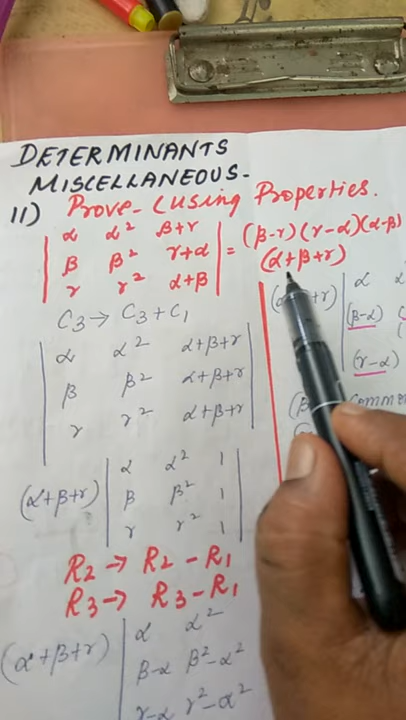 DETERMINANTS
MISCELLANEOUS-
11) Prove- (using Properties.
| α α² β+γ |
| β β² γ+α | = (β-γ)(γ-α)(α-β)
| γ γ² α+β | (α+β+γ)
C₃ → C₃+C₁
| α α² α+β+γ |
| β β² α+β+γ |
| γ γ² α+β+γ |
| α α² 1 |
(α+β+γ) | β β² 1 |
| γ γ² 1 |
R₂ → R₂ - R₁
R₃ → R₃ - R₁
(α+β+γ) | α α²
β-α β²-α²
γ-α γ²-α²
+γ) | α
(β-α)
(γ-α)
Common